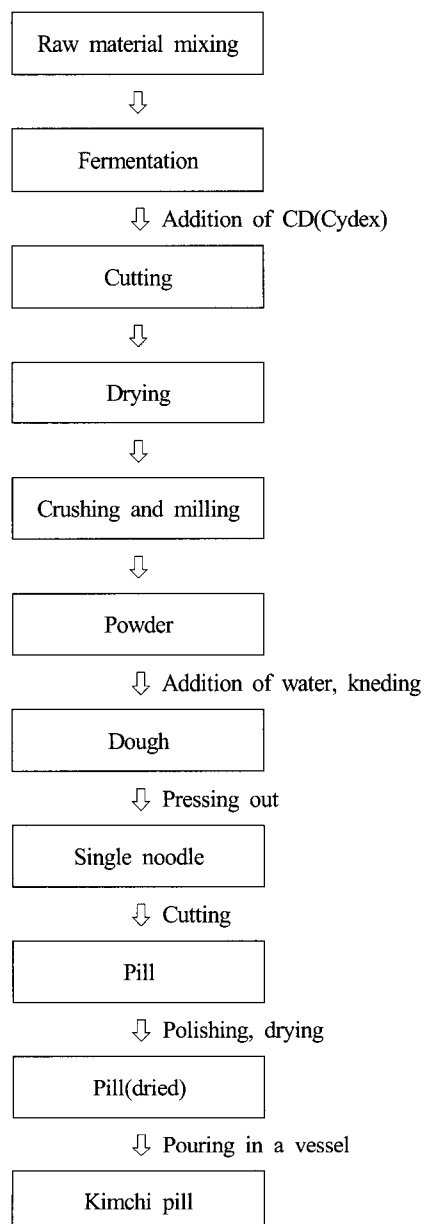 Raw material mixing
Fermentation
Addition of CD(Cydex)
Cutting
Drying
Crushing and milling
Powder
Addition of water, kneding
Dough
Pressing out
Single noodle
Cutting
Pill
Polishing, drying
Pill(dried)
Pouring in a vessel
Kimchi pill